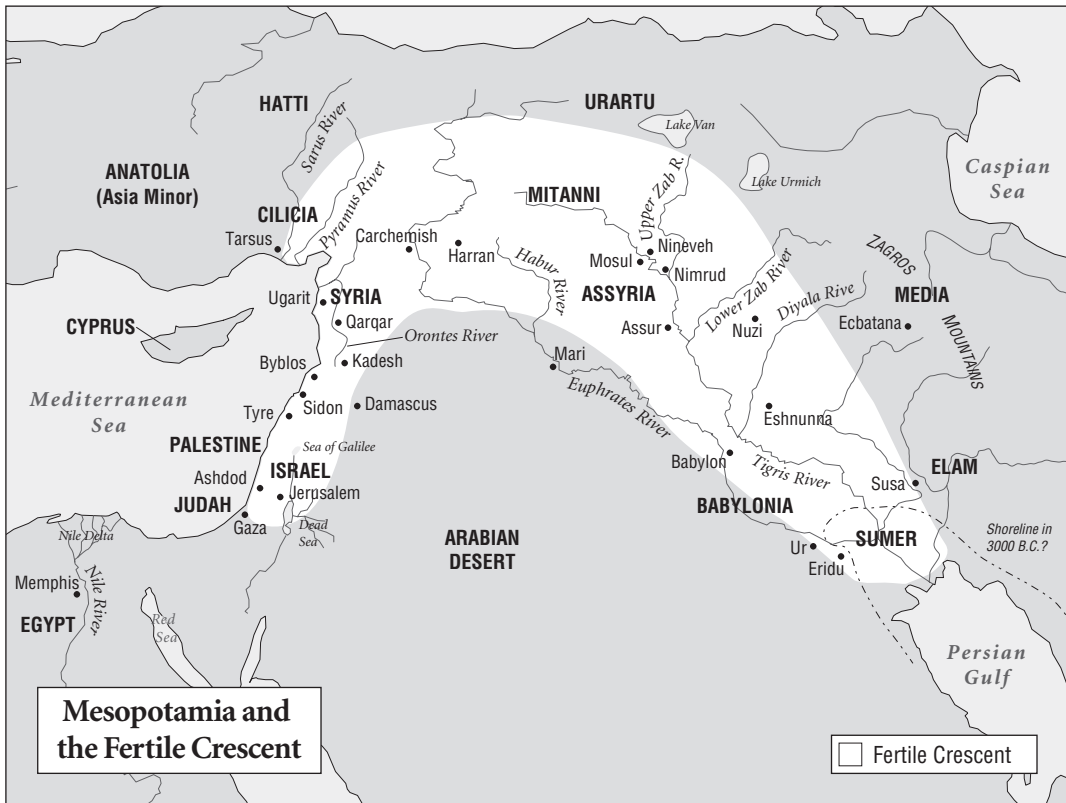 HATTI
URARTU
Sarus River
Lake Van
ANATOLIA
(Asia Minor)
Caspian
Sea
Lake Urmich
MITANNI
Upper Zab R.
Pyramus River
CILICIA
Tarsus
Carchemish
Harran
Habur
River
Nineveh
Mosul
Nimrud
ZAGROS
MOUNTAINS
Lower Zab River
Diyala Rive
MEDIA
Ecbatana
Ugarit
SYRIA
ASSYRIA
Qarqar
CYPRUS
Assur
Nuzi
Orontes River
Byblos
Kadesh
Mari
Mediterranean
Sea
Sidon
Damascus
Euphrates River
Tyre
Eshnunna
PALESTINE
Sea of Galilee
Babylon
Tigris River
ISRAEL
Ashdod
Jerusalem
Susa
ELAM
JUDAH
BABYLONIA
Gaza
Dead
Sea
Nile Delta
ARABIAN
DESERT
Ur
SUMER
Eridu
Shoreline in
3000 B.C.?
Memphis
Nile River
EGYPT
Red
Sea
Persian
Gulf
Mesopotamia and
the Fertile Crescent
Fertile Crescent